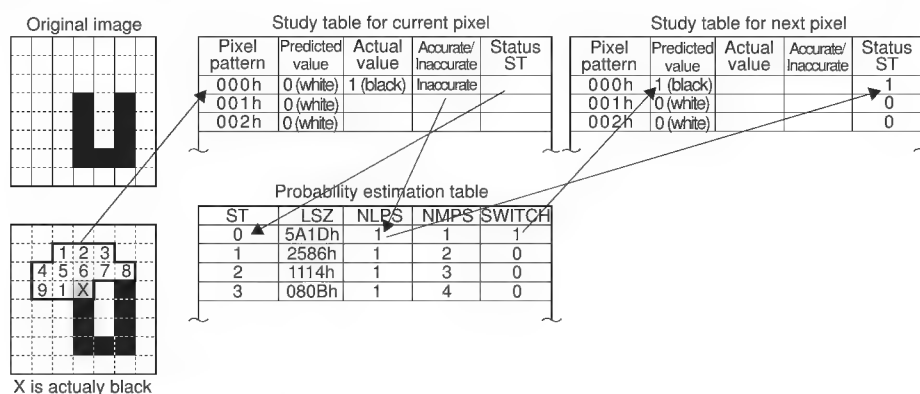 Original image
Study table for current pixel
Pixel pattern Predicted value Actual value Accurate/ Inaccurate Status ST
000h 0 (white) 1 (black) Inaccurate
001h 0 (white)
002h 0 (white)
Study table for next pixel
Pixel pattern Predicted value Actual value Accurate/ Inaccurate Status ST
000h 1 (black) 1
001h 0 (white) 0
002h 0 (white) 0
Probability estimation table
ST LSZ NLPS NMPS SWITCH
0 5A1Dh 1 1 1
1 2586h 1 2 0
2 1114h 1 3 0
3 080Bh 1 4 0
1 2 3
4 5 6 7 8
9 1 X
X is actualy black